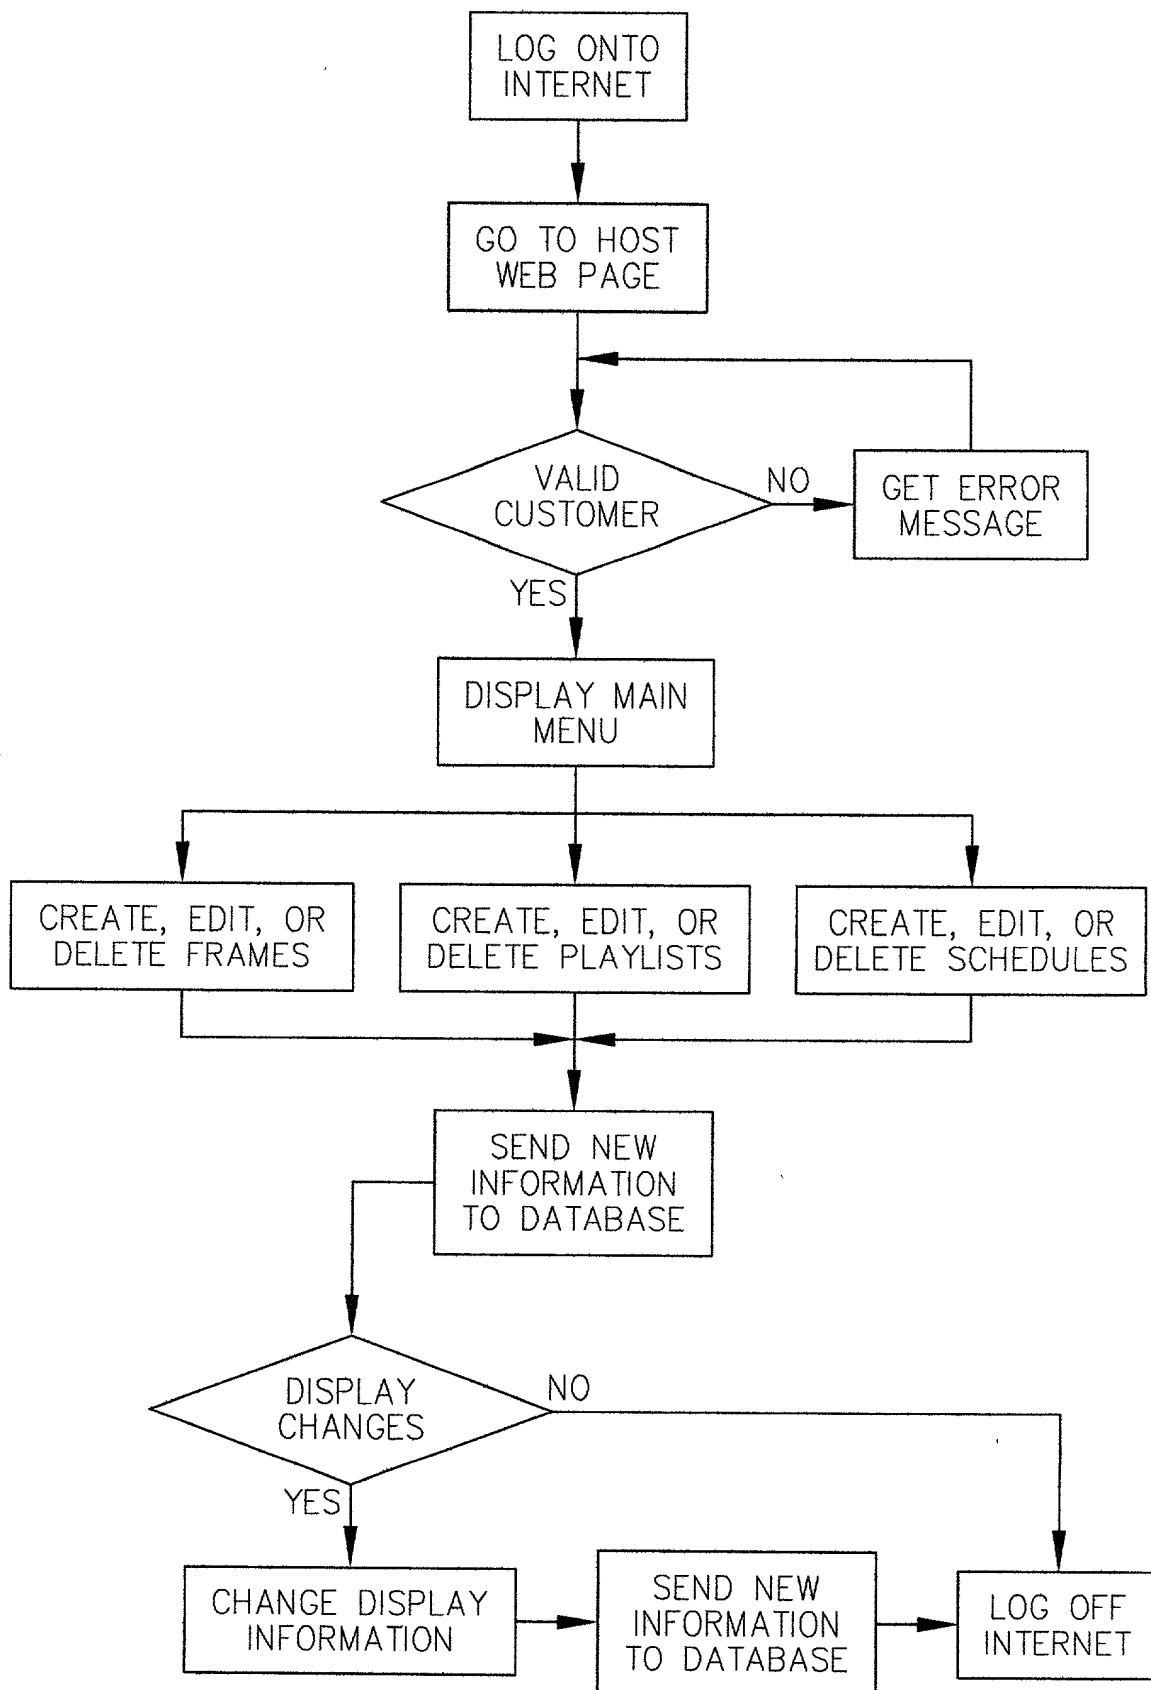 LOG ONTO
INTERNET
GO TO HOST
WEB PAGE
VALID
CUSTOMER
NO
GET ERROR
MESSAGE
YES
DISPLAY MAIN
MENU
CREATE, EDIT, OR
DELETE FRAMES
CREATE, EDIT, OR
DELETE PLAYLISTS
CREATE, EDIT, OR
DELETE SCHEDULES
SEND NEW
INFORMATION
TO DATABASE
DISPLAY
CHANGES
NO
YES
CHANGE DISPLAY
INFORMATION
SEND NEW
INFORMATION
TO DATABASE
LOG OFF
INTERNET